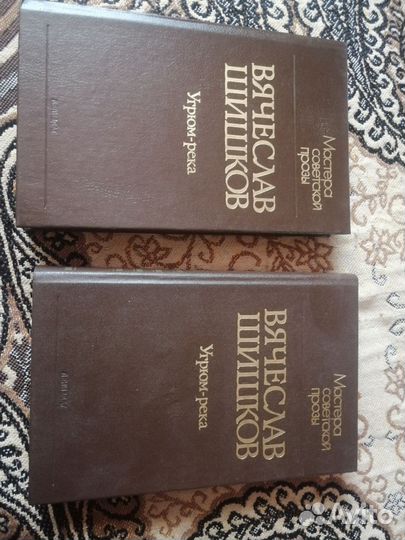 Мастера
советской
прозы
ВЯЧЕСЛАВ
ШИШКОВ
Угрюм-река
Мастера
советской
прозы
ВЯЧЕСЛАВ
ШИШКОВ
Угрюм-река
Avito